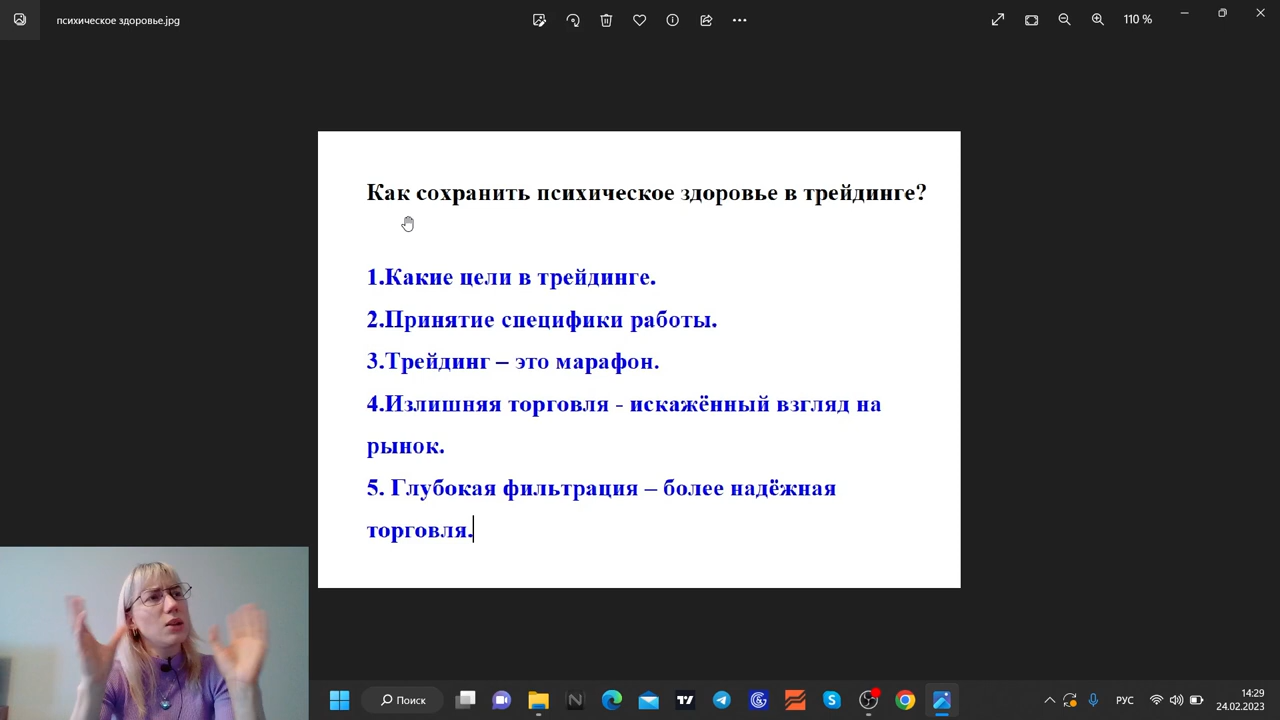 психическое здоровье.jpg
110 %
Как сохранить психическое здоровье в трейдинге?
1.Какие цели в трейдинге.
2.Принятие специфики работы.
3.Трейдинг – это марафон.
4.Излишняя торговля - искажённый взгляд на
рынок.
5. Глубокая фильтрация – более надёжная
торговля.
Поиск
РУС
14:29
24.02.2023